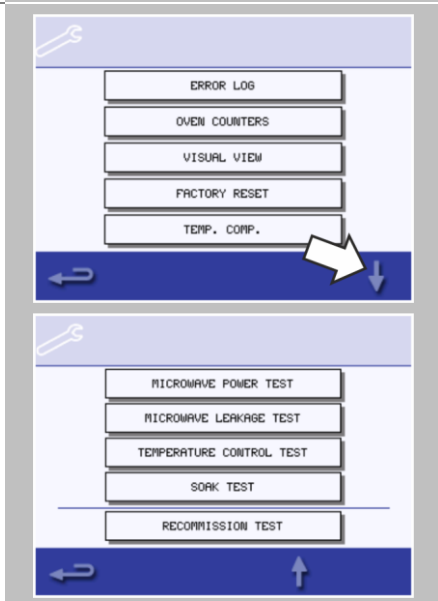 ERROR LOG
OVEN COUNTERS
VISUAL VIEW
FACTORY RESET
TEMP. COMP.
MICROWAVE POWER TEST
MICROWAVE LEAKAGE TEST
TEMPERATURE CONTROL TEST
SOAK TEST
RECOMMISSION TEST